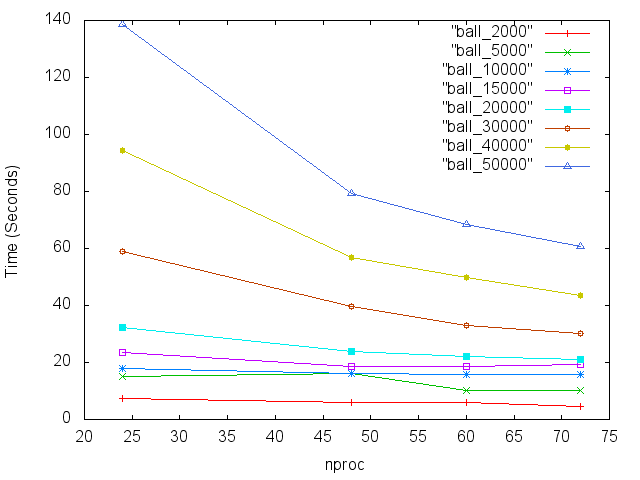 140
120
100
80
60
40
20
0
Time (Seconds)
"ball_2000"
"ball_5000"
"ball_10000"
"ball_15000"
"ball_20000"
"ball_30000"
"ball_40000"
"ball_50000"
20 25 30 35 40 45 50 55 60 65 70 75
nproc